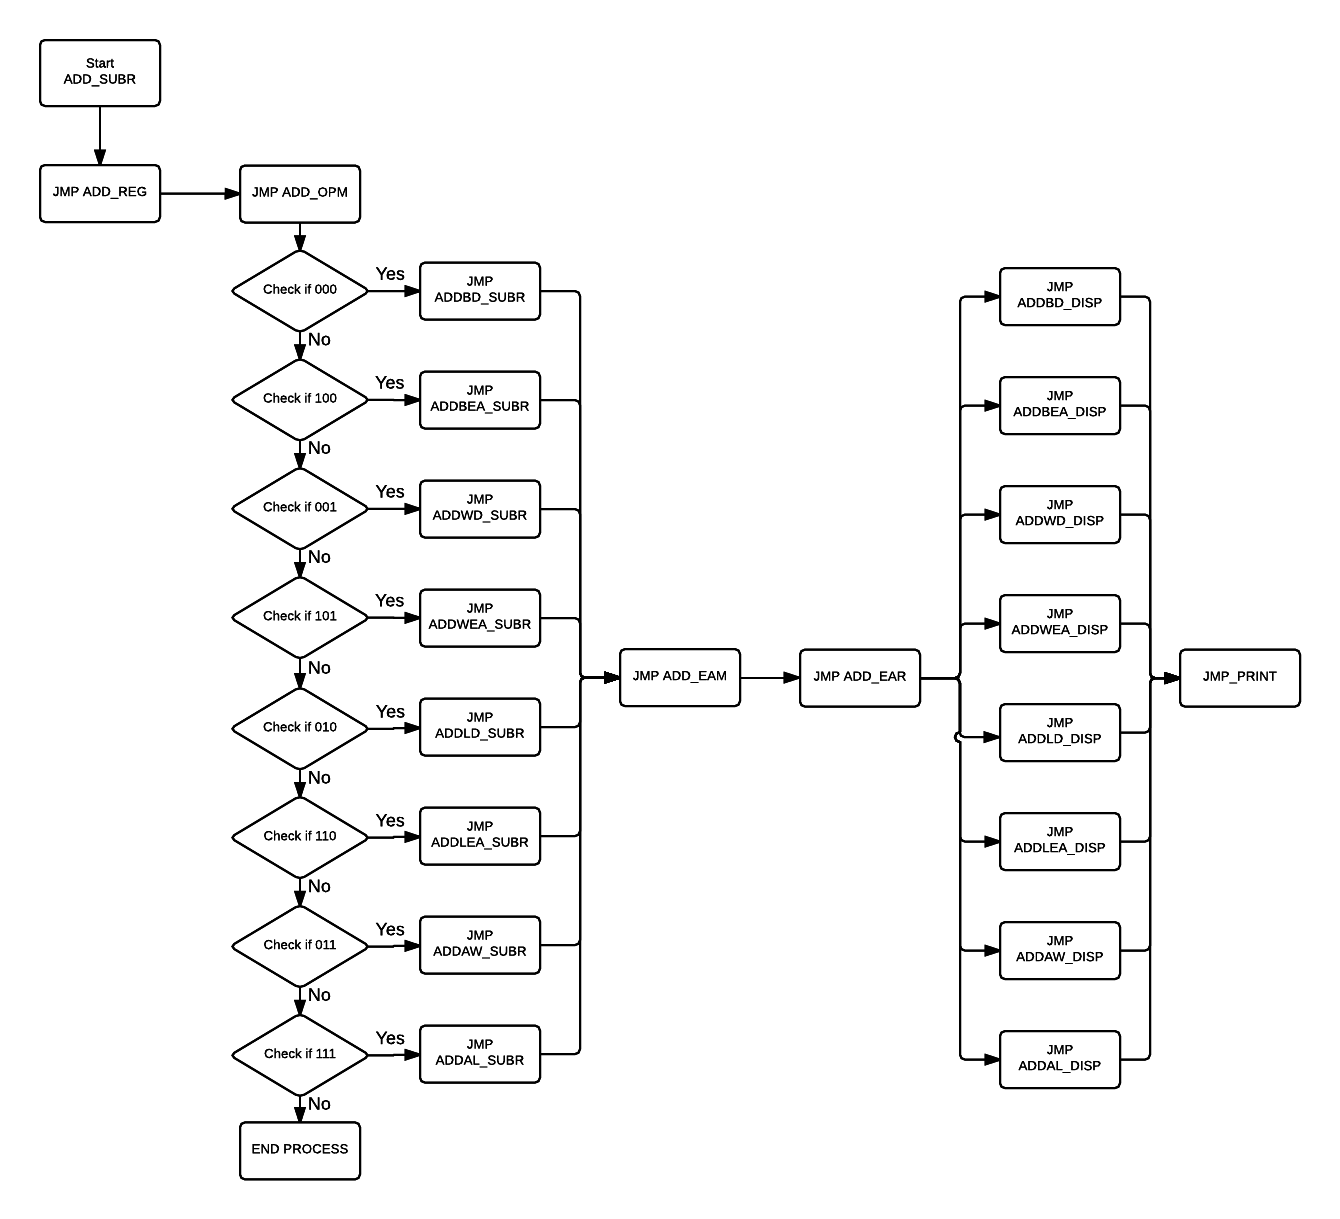 Start
ADD_SUBR
JMP ADD_REG
JMP ADD_OPM
Check if 000
Yes
JMP
ADDBD_SUBR
No
Check if 100
Yes
JMP
ADDBEA_SUBR
No
Check if 001
Yes
JMP
ADDWD_SUBR
No
Check if 101
Yes
JMP
ADDWEA_SUBR
No
Check if 010
Yes
JMP
ADDLD_SUBR
No
Check if 110
Yes
JMP
ADDLEA_SUBR
No
Check if 011
Yes
JMP
ADDAW_SUBR
No
Check if 111
Yes
JMP
ADDAL_SUBR
No
END PROCESS
JMP ADD_EAM
JMP ADD_EAR
JMP
ADDBD_DISP
JMP
ADDBEA_DISP
JMP
ADDWD_DISP
JMP
ADDWEA_DISP
JMP
ADDLD_DISP
JMP
ADDLEA_DISP
JMP
ADDAW_DISP
JMP
ADDAL_DISP
JMP_PRINT